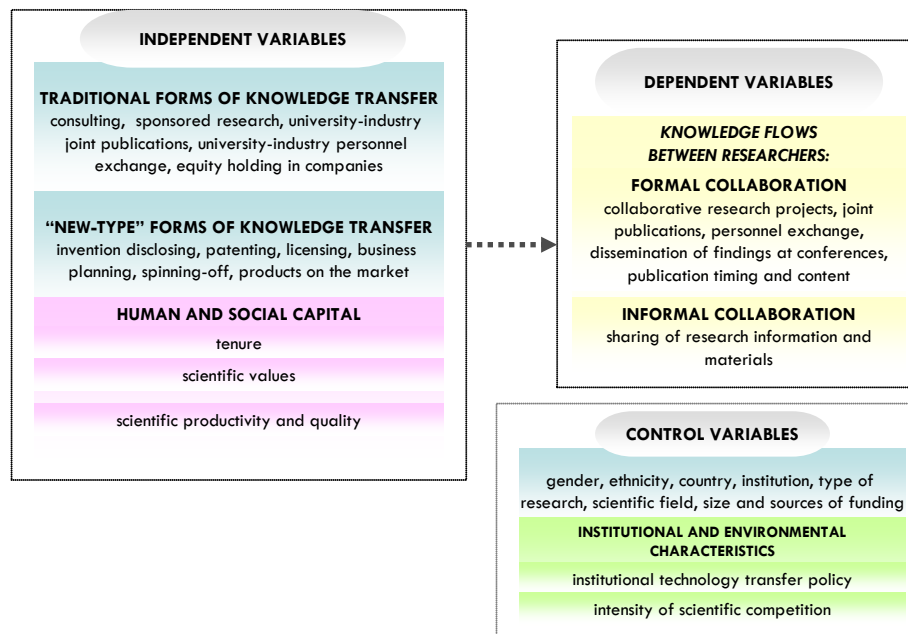 INDEPENDENT VARIABLES
TRADITIONAL FORMS OF KNOWLEDGE TRANSFER
consulting, sponsored research, university-industry
joint publications, university-industry personnel
exchange, equity holding in companies
“NEW-TYPE” FORMS OF KNOWLEDGE TRANSFER
invention disclosing, patenting, licensing, business
planning, spinning-off, products on the market
HUMAN AND SOCIAL CAPITAL
tenure
scientific values
scientific productivity and quality
DEPENDENT VARIABLES
KNOWLEDGE FLOWS
BETWEEN RESEARCHERS:
FORMAL COLLABORATION
collaborative research projects, joint
publications, personnel exchange,
dissemination of findings at conferences,
publication timing and content
INFORMAL COLLABORATION
sharing of research information and
materials
CONTROL VARIABLES
gender, ethnicity, country, institution, type of
research, scientific field, size and sources of funding
INSTITUTIONAL AND ENVIRONMENTAL
CHARACTERISTICS
institutional technology transfer policy
intensity of scientific competition